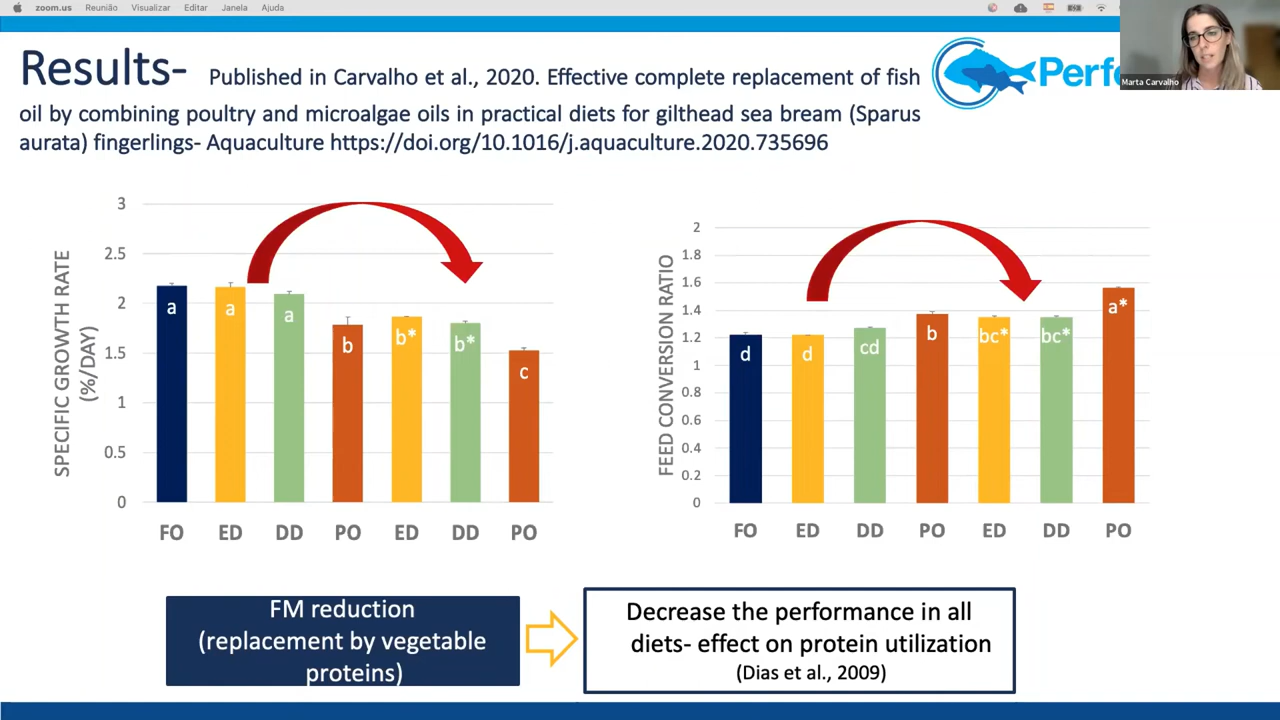 zoom.us Reunião Visualizar Editar Janela Ajuda
Marta Carvalho
Results- Published in Carvalho et al., 2020. Effective complete replacement of fish
oil by combining poultry and microalgae oils in practical diets for gilthead sea bream (Sparus
aurata) fingerlings- Aquaculture https://doi.org/10.1016/j.aquaculture.2020.735696
SPECIFIC GROWTH RATE
(%/DAY)
3
2.5
2
1.5
1
0.5
0
a a a b b* b* c
FO ED DD PO ED DD PO
FEED CONVERSION RATIO
2
1.8
1.6
1.4
1.2
1
0.8
0.6
0.4
0.2
0
d d cd b bc* bc* a*
FO ED DD PO ED DD PO
FM reduction
(replacement by vegetable
proteins)
Decrease the performance in all
diets- effect on protein utilization
(Dias et al., 2009)